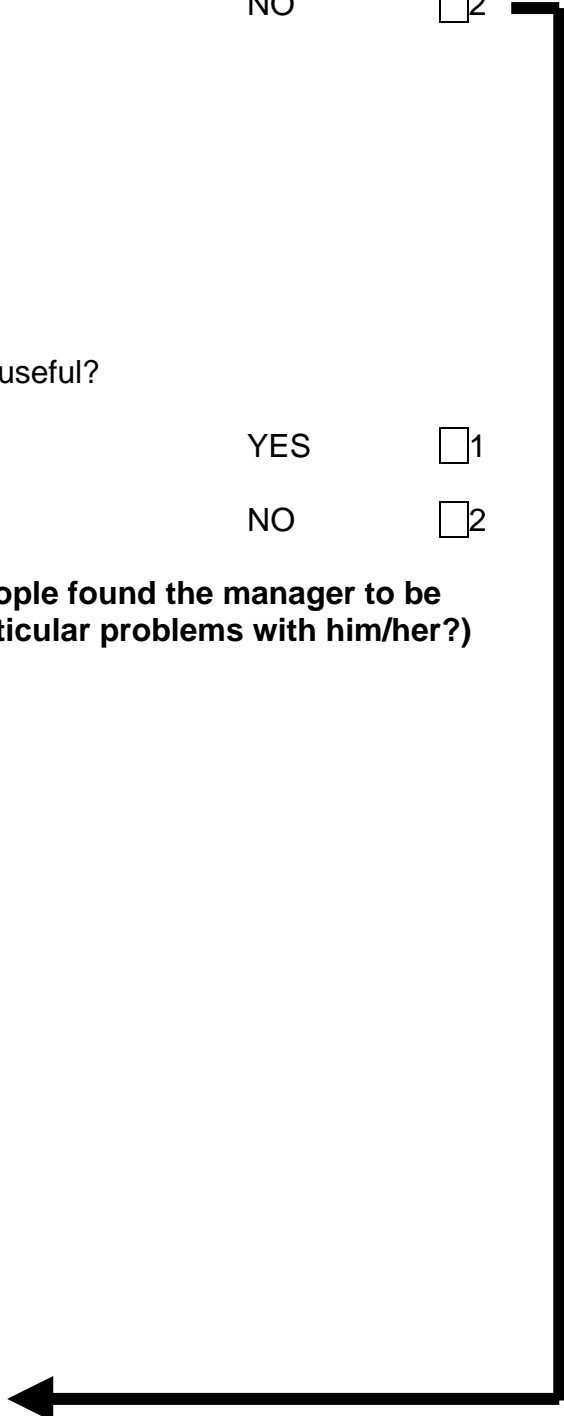 NO 2
useful?
YES 1
NO 2
ople found the manager to be
ticular problems with him/her?)